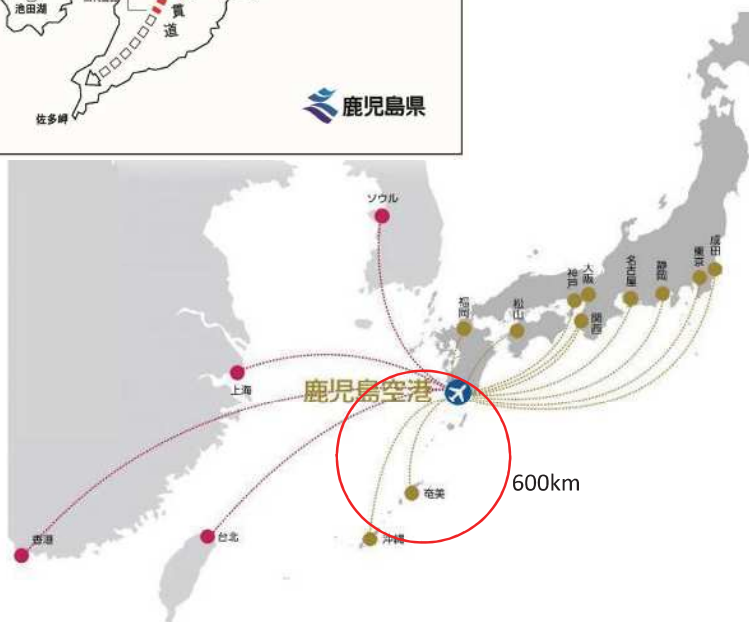 池田湖
貫
道
佐多岬
鹿児島県
ソウル
成田
東京
静岡
名古屋
大阪
神戸
関西
松山
福岡
上海
鹿児島空港
600km
奄美
沖縄
台北
香港